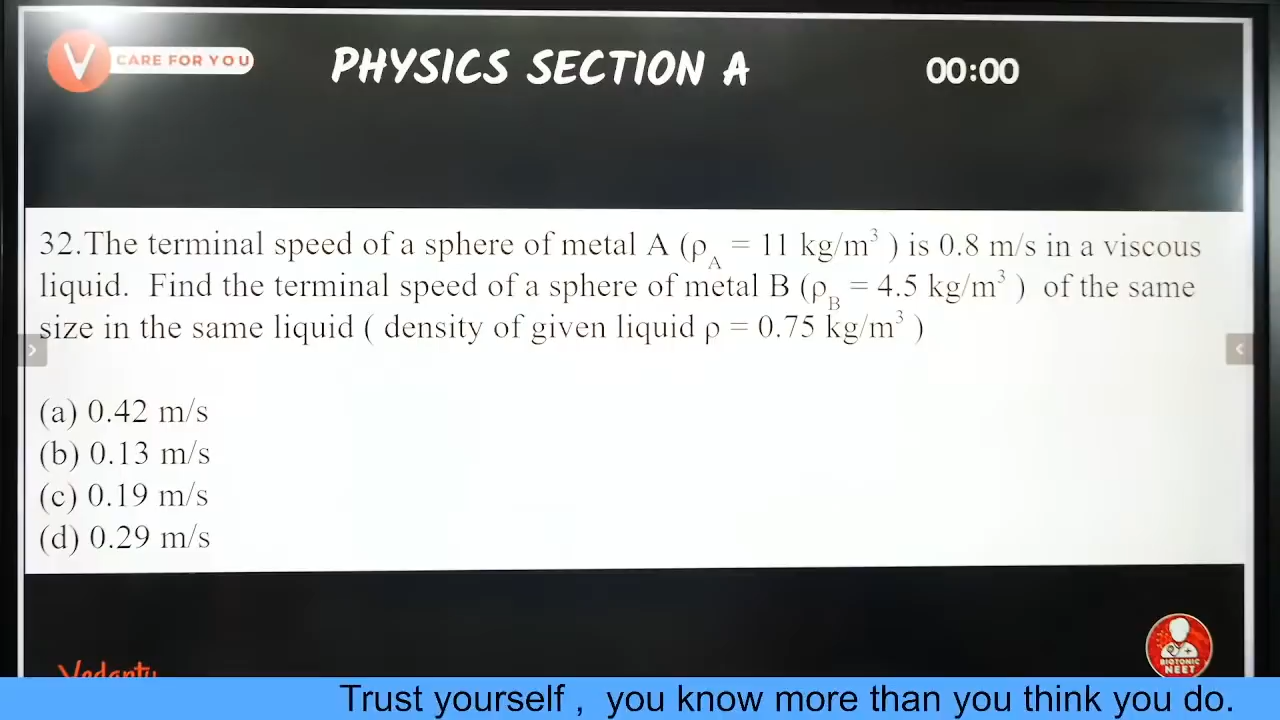 V CARE FOR YOU
PHYSICS SECTION A
00:00
32.The terminal speed of a sphere of metal A (ρ_A = 11 kg/m³ ) is 0.8 m/s in a viscous
liquid. Find the terminal speed of a sphere of metal B (ρ_B = 4.5 kg/m³ ) of the same
size in the same liquid ( density of given liquid ρ = 0.75 kg/m³ )
(a) 0.42 m/s
(b) 0.13 m/s
(c) 0.19 m/s
(d) 0.29 m/s
BIOTONIC
NEET
Vedantu
Trust yourself , you know more than you think you do.